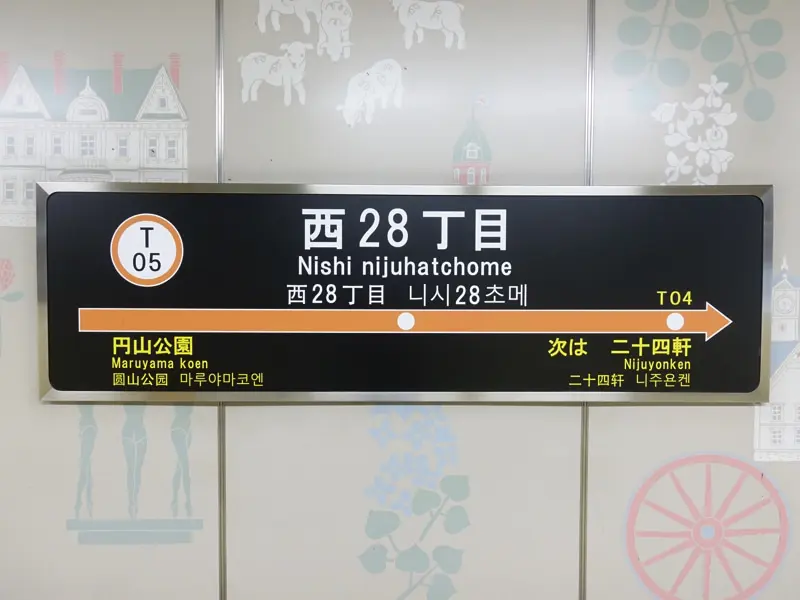 T
05
西28丁目
Nishi nijuhatchome
西28丁目 니시28초메
T04
円山公園
Maruyama koen
圆山公园 마루야마코엔
次は 二十四軒
Nijuyonken
二十四轩 니주욘켄